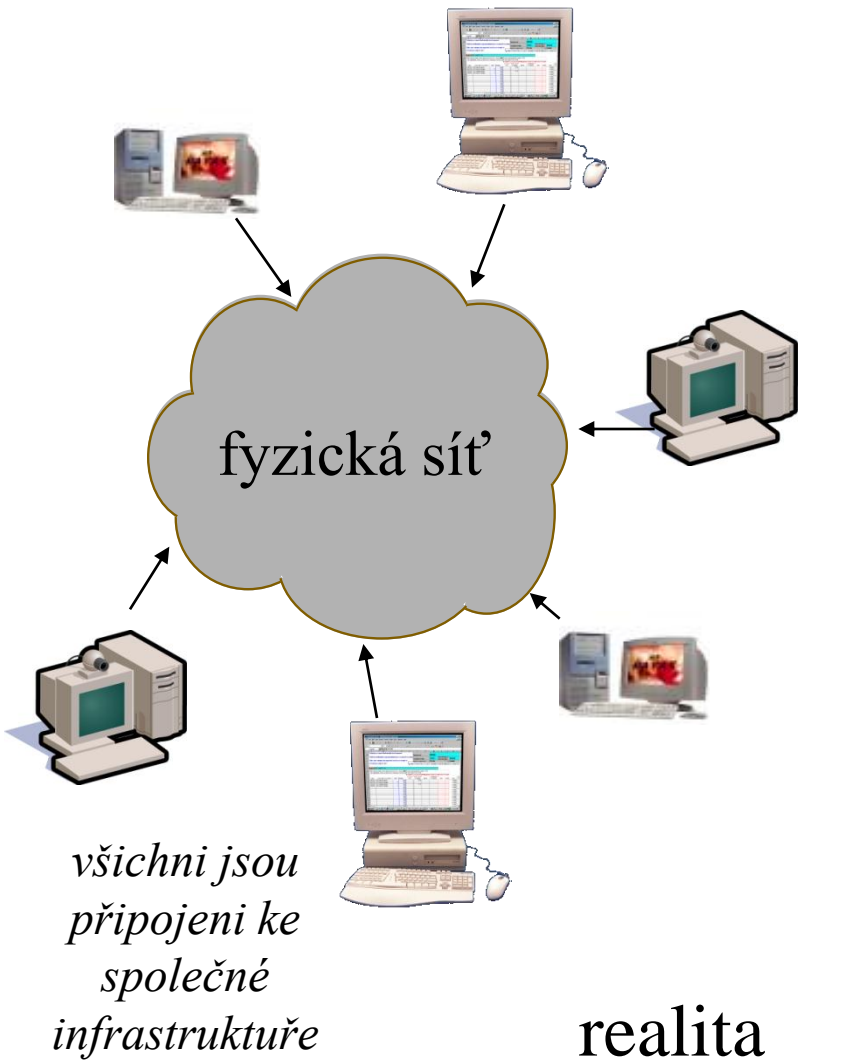 fyzická síť
všichni jsou
připojeni ke
společné
infrastruktuře
realita